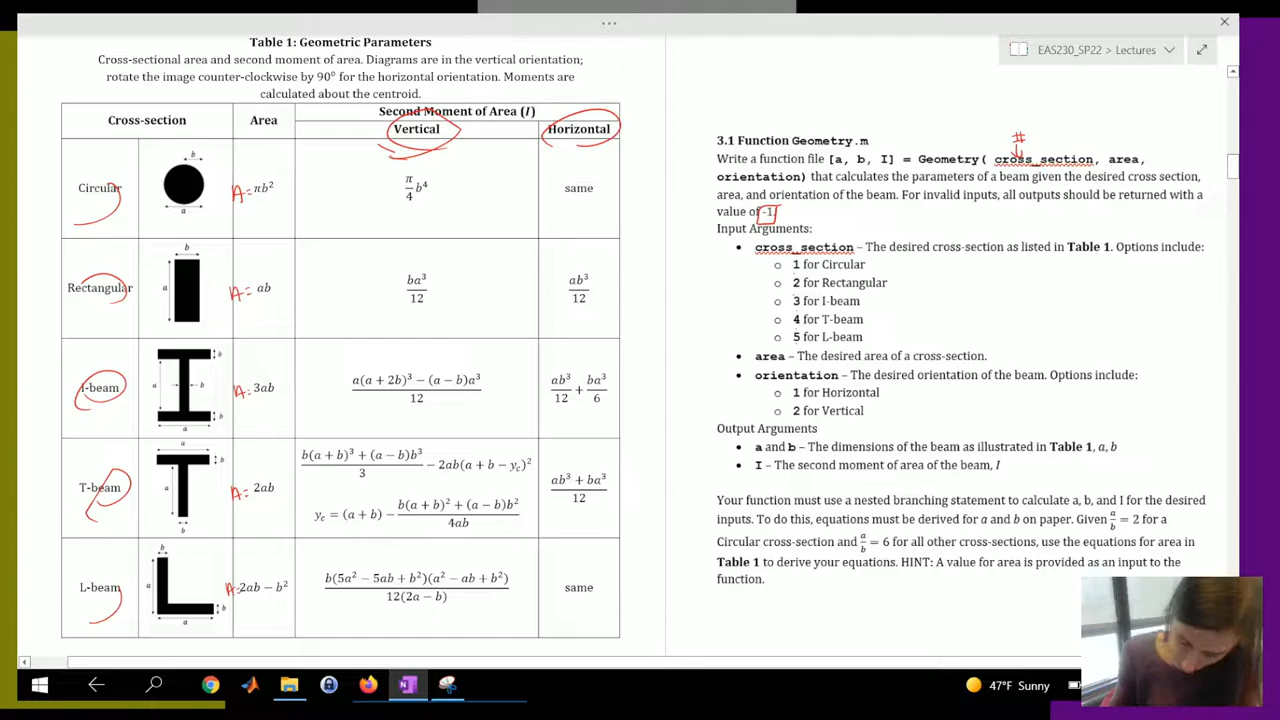 EAS230_SP22 > Lectures
Table 1: Geometric Parameters
Cross-sectional area and second moment of area. Diagrams are in the vertical orientation;
rotate the image counter-clockwise by 90° for the horizontal orientation. Moments are
calculated about the centroid.
Cross-section Area Second Moment of Area (I)
Vertical Horizontal
Circular b a A= πb² π/4 b⁴ same
Rectangular b a A= ab ba³/12 ab³/12
I-beam b a b b a A= 3ab (a(a + 2b)³ − (a − b)a³)/12 ab³/12 + ba³/6
T-beam a b a b A= 2ab (b(a + b)³ + (a − b)b³)/3 − 2ab(a + b − y_c)² (ab³ + ba³)/12
y_c = (a + b) − (b(a + b)² + (a − b)b²)/4ab
L-beam b a b a A= 2ab − b² b(5a² − 5ab + b²)(a² − ab + b²)/12(2a − b) same
#
3.1 Function Geometry.m
Write a function file [a, b, I] = Geometry( cross_section, area,
orientation) that calculates the parameters of a beam given the desired cross section,
area, and orientation of the beam. For invalid inputs, all outputs should be returned with a
value of -1.
Input Arguments:
• cross_section – The desired cross-section as listed in Table 1. Options include:
o 1 for Circular
o 2 for Rectangular
o 3 for I-beam
o 4 for T-beam
o 5 for L-beam
• area – The desired area of a cross-section.
• orientation – The desired orientation of the beam. Options include:
o 1 for Horizontal
o 2 for Vertical
Output Arguments
• a and b – The dimensions of the beam as illustrated in Table 1, a, b
• I – The second moment of area of the beam, I
Your function must use a nested branching statement to calculate a, b, and I for the desired
inputs. To do this, equations must be derived for a and b on paper. Given a/b = 2 for a
Circular cross-section and a/b = 6 for all other cross-sections, use the equations for area in
Table 1 to derive your equations. HINT: A value for area is provided as an input to the
function.
47°F Sunny